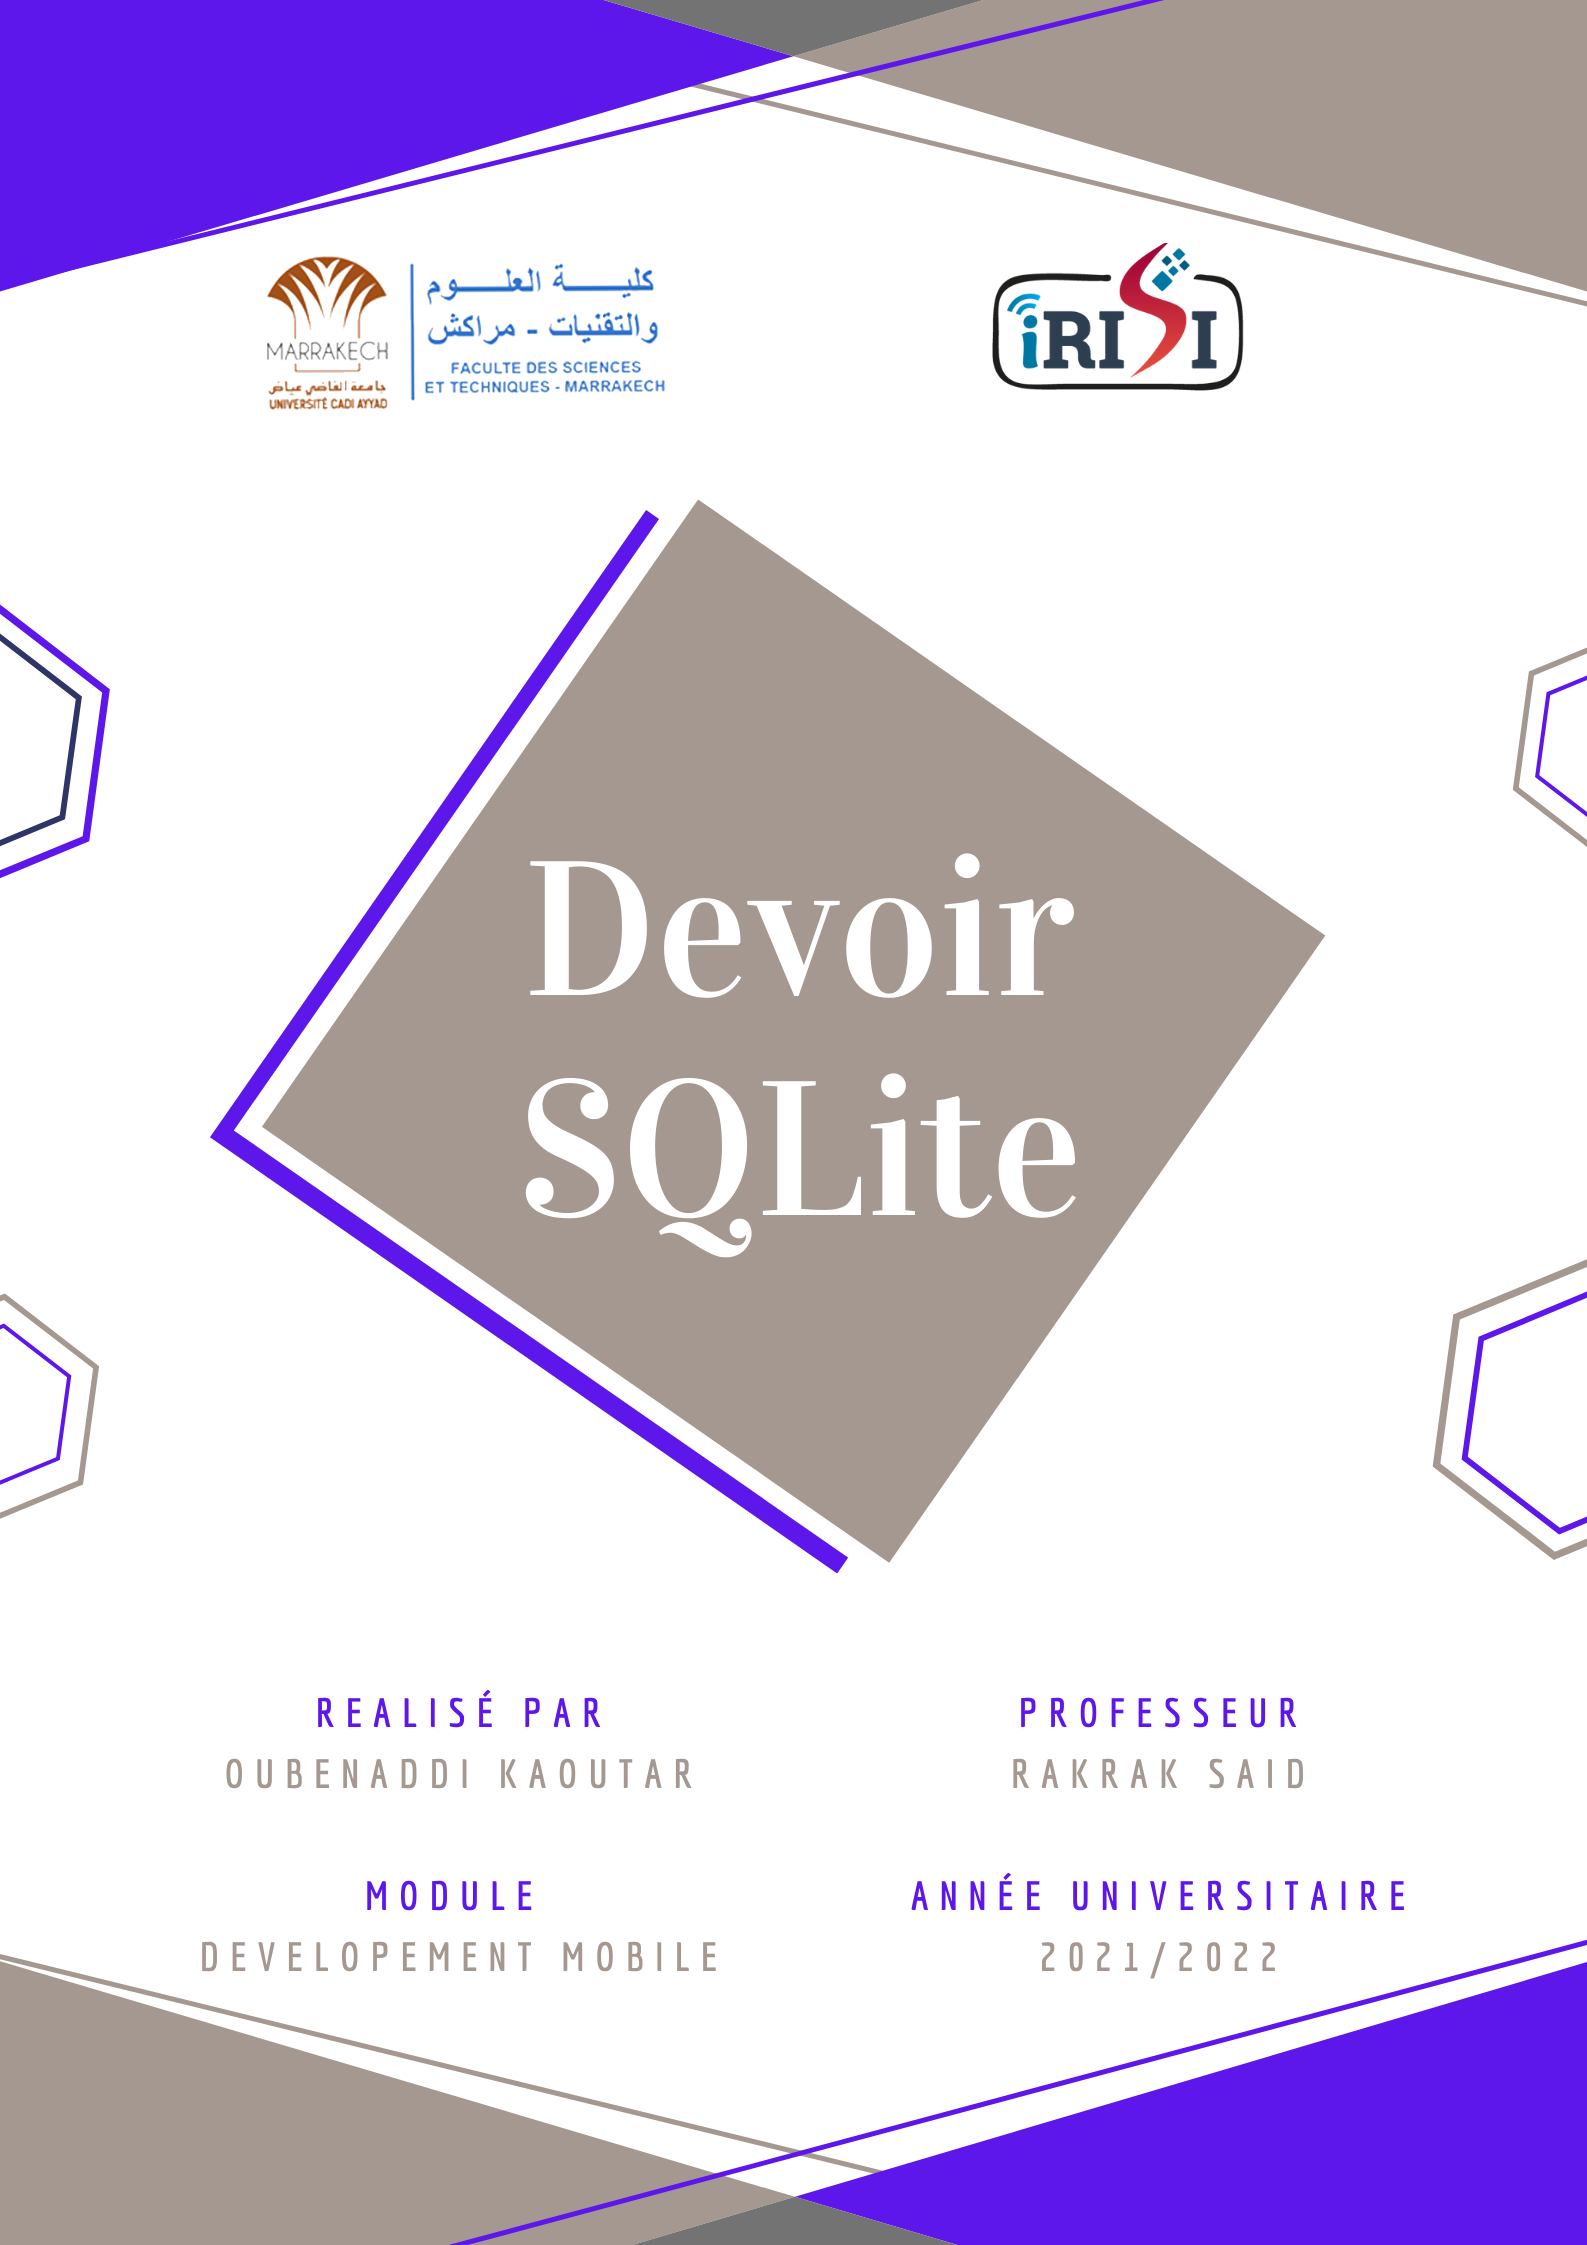 MARRAKECH
جامعة القاضي عياض
UNIVERSITÉ CADI AYYAD
كليـــة العلـــوم
والتقنيات - مراكش
FACULTE DES SCIENCES
ET TECHNIQUES - MARRAKECH
iRISI
Devoir
SQLite
REALISÉ PAR
OUBENADDI KAOUTAR
PROFESSEUR
RAKRAK SAID
MODULE
DEVELOPEMENT MOBILE
ANNÉE UNIVERSITAIRE
2021/2022